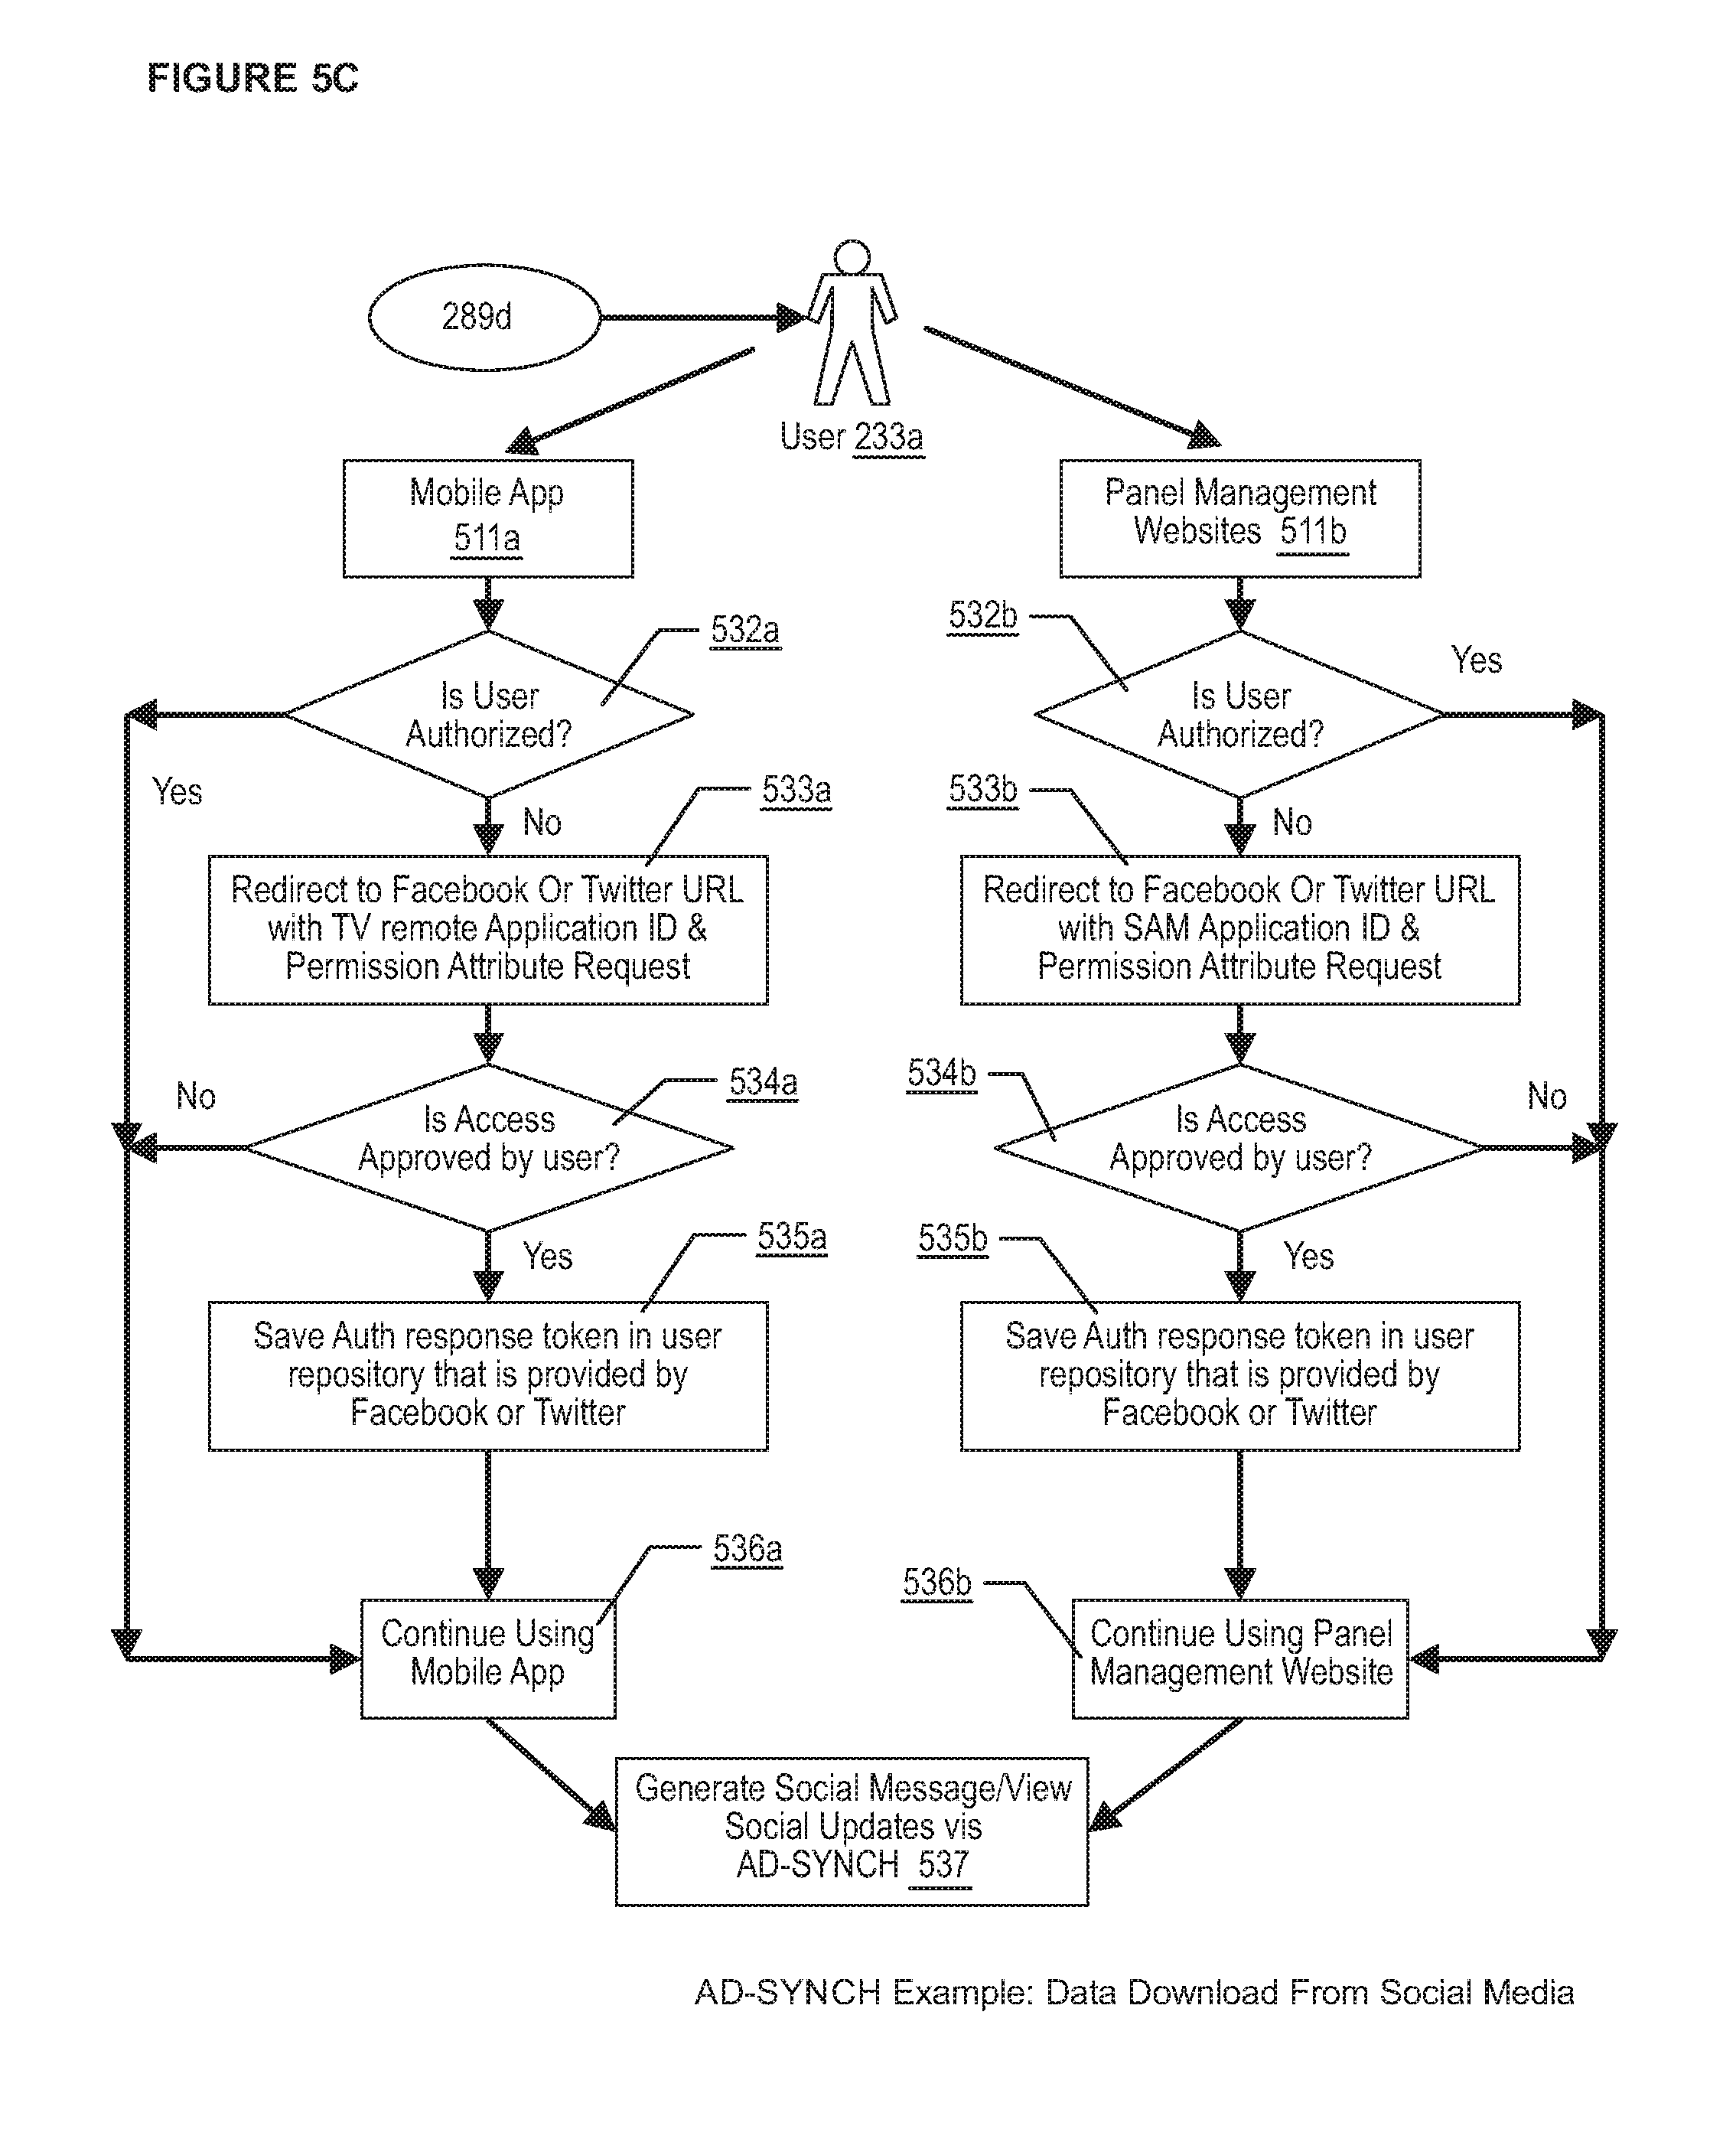 FIGURE 5C
289d
User 233a
Mobile App
511a
Panel Management
Websites 511b
532a
532b
Is User
Authorized?
Is User
Authorized?
Yes
Yes
533a
533b
No
No
Redirect to Facebook Or Twitter URL
with TV remote Application ID &
Permission Attribute Request
Redirect to Facebook Or Twitter URL
with SAM Application ID &
Permission Attribute Request
534a
534b
No
No
Is Access
Approved by user?
Is Access
Approved by user?
535a
535b
Yes
Yes
Save Auth response token in user
repository that is provided by
Facebook or Twitter
Save Auth response token in user
repository that is provided by
Facebook or Twitter
536a
536b
Continue Using
Mobile App
Continue Using Panel
Management Website
Generate Social Message/View
Social Updates vis
AD-SYNCH 537
AD-SYNCH Example: Data Download From Social Media